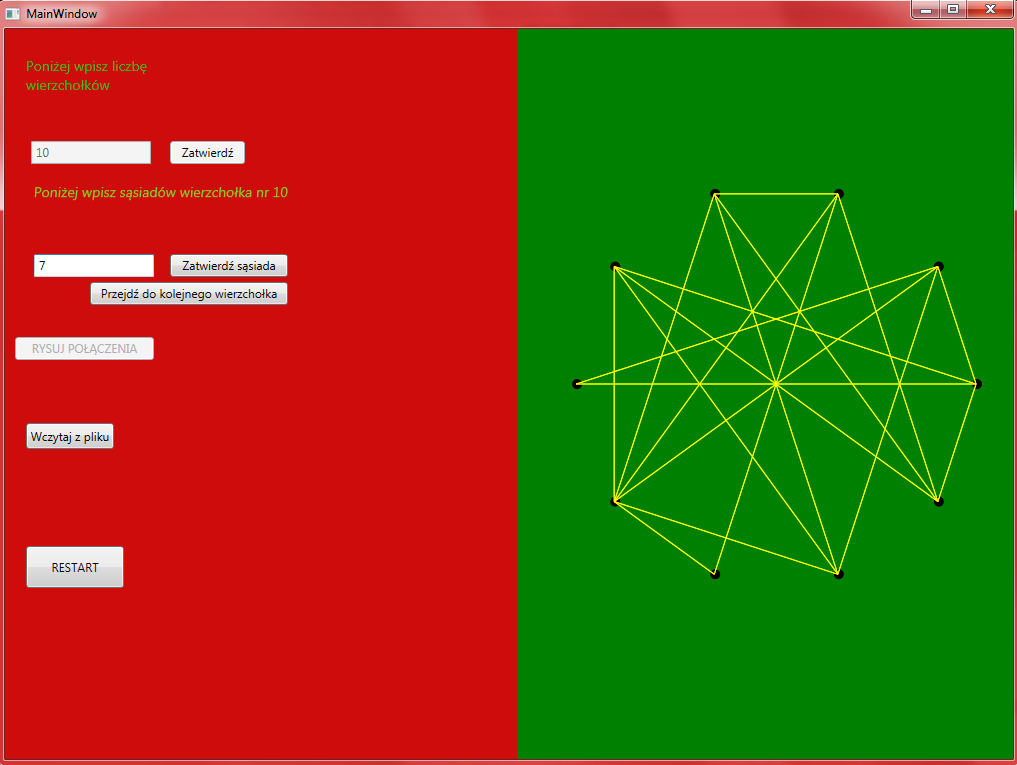 MainWindow
Poniżej wpisz liczbę
wierzchołków
10
Zatwierdź
Poniżej wpisz sąsiadów wierzchołka nr 10
7
Zatwierdź sąsiada
Przejdź do kolejnego wierzchołka
RYSUJ POŁĄCZENIA
Wczytaj z pliku
RESTART